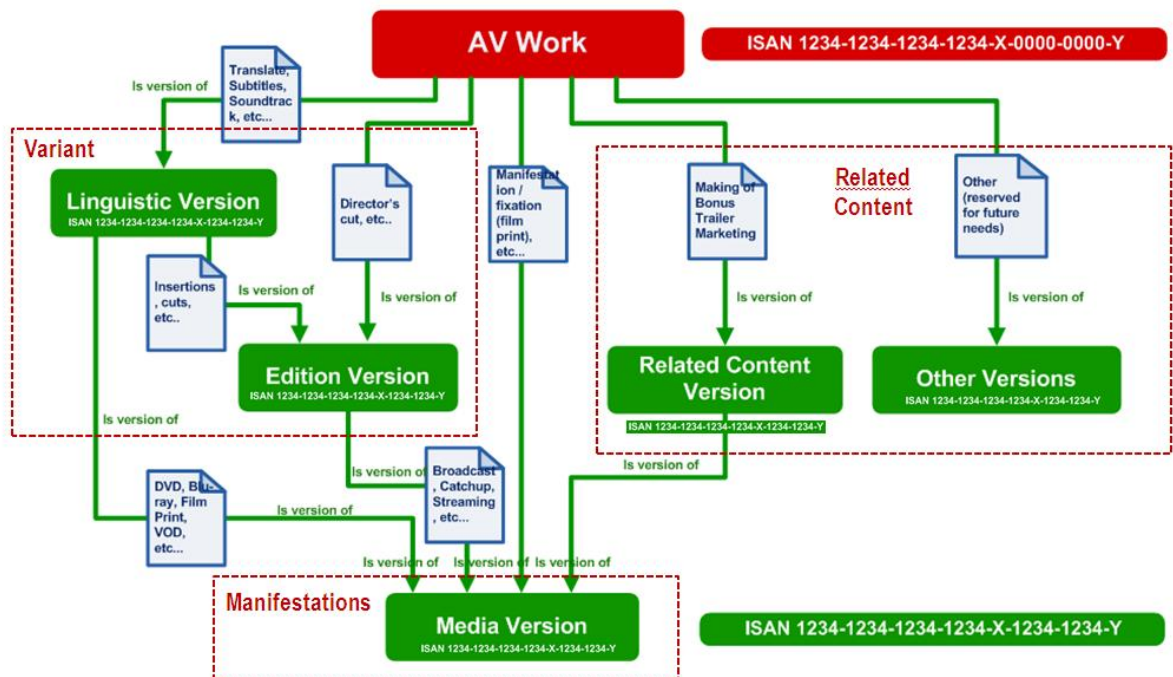 AV Work
ISAN 1234-1234-1234-1234-X-0000-0000-Y
Is version of
Translate,
Subtitles,
Soundtrac
k, etc...
Variant
Linguistic Version
ISAN 1234-1234-1234-1234-X-1234-1234-Y
Director's
cut, etc..
Manifestat
ion /
fixation
(film
print),
etc...
Making of
Bonus
Trailer
Marketing
Other
(reserved
for future
needs)
Related
Content
Insertions
, cuts,
etc..
Is version of
Is version of
Is version of
Is version of
Edition Version
ISAN 1234-1234-1234-1234-X-1234-1234-Y
Related Content
Version
ISAN 1234-1234-1234-1234-X-1234-1234-Y
Other Versions
ISAN 1234-1234-1234-1234-X-1234-1234-Y
Is version of
Is version of
Is version of
DVD, Blu-
ray, Film
Print,
VOD,
etc...
Is version of
Broadcast
, Catchup,
Streaming
, etc...
Is version of
Is version of
Is version of
Manifestations
Media Version
ISAN 1234-1234-1234-1234-X-1234-1234-Y
ISAN 1234-1234-1234-1234-X-1234-1234-Y